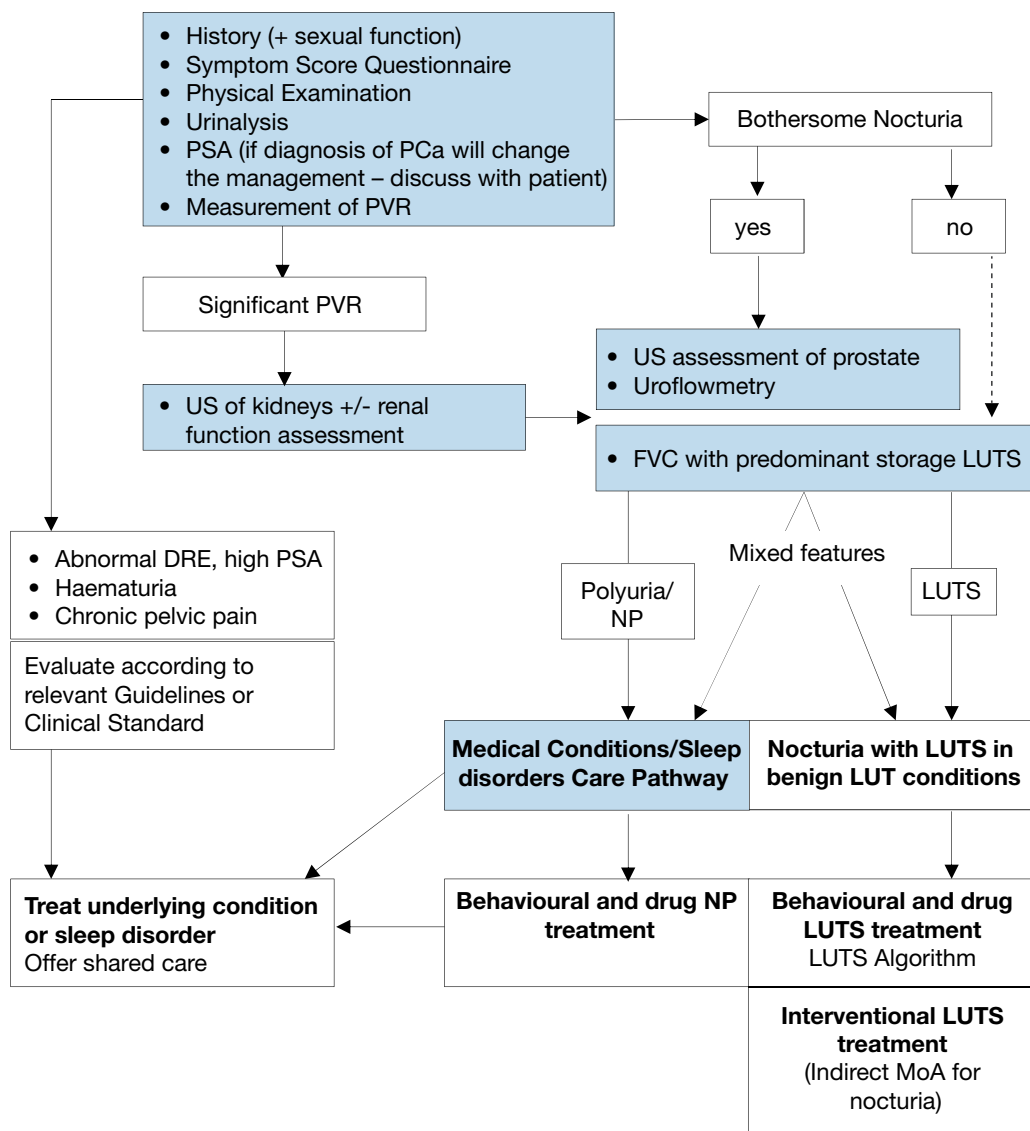 • History (+ sexual function)
• Symptom Score Questionnaire
• Physical Examination
• Urinalysis
• PSA (if diagnosis of PCa will change
the management – discuss with patient)
• Measurement of PVR
Bothersome Nocturia
yes
no
Significant PVR
• US assessment of prostate
• Uroflowmetry
• US of kidneys +/- renal
function assessment
• FVC with predominant storage LUTS
Mixed features
Polyuria/
NP
LUTS
• Abnormal DRE, high PSA
• Haematuria
• Chronic pelvic pain
Evaluate according to
relevant Guidelines or
Clinical Standard
Medical Conditions/Sleep
disorders Care Pathway
Nocturia with LUTS in
benign LUT conditions
Treat underlying condition
or sleep disorder
Offer shared care
Behavioural and drug NP
treatment
Behavioural and drug
LUTS treatment
LUTS Algorithm
Interventional LUTS
treatment
(Indirect MoA for
nocturia)